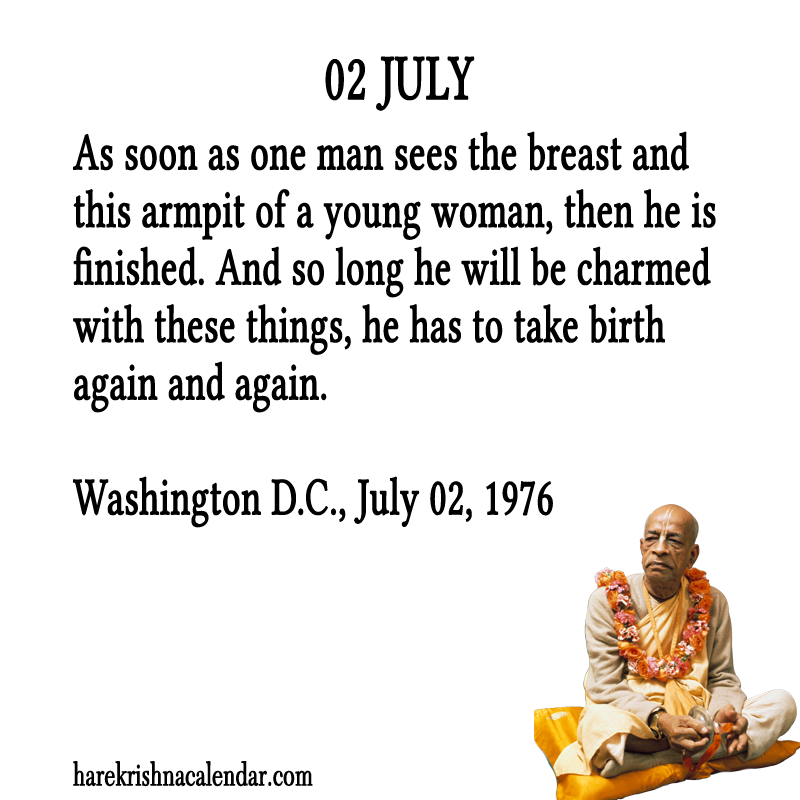 02 JULY
As soon as one man sees the breast and
this armpit of a young woman, then he is
finished. And so long he will be charmed
with these things, he has to take birth
again and again.
Washington D.C., July 02, 1976
harekrishnacalendar.com